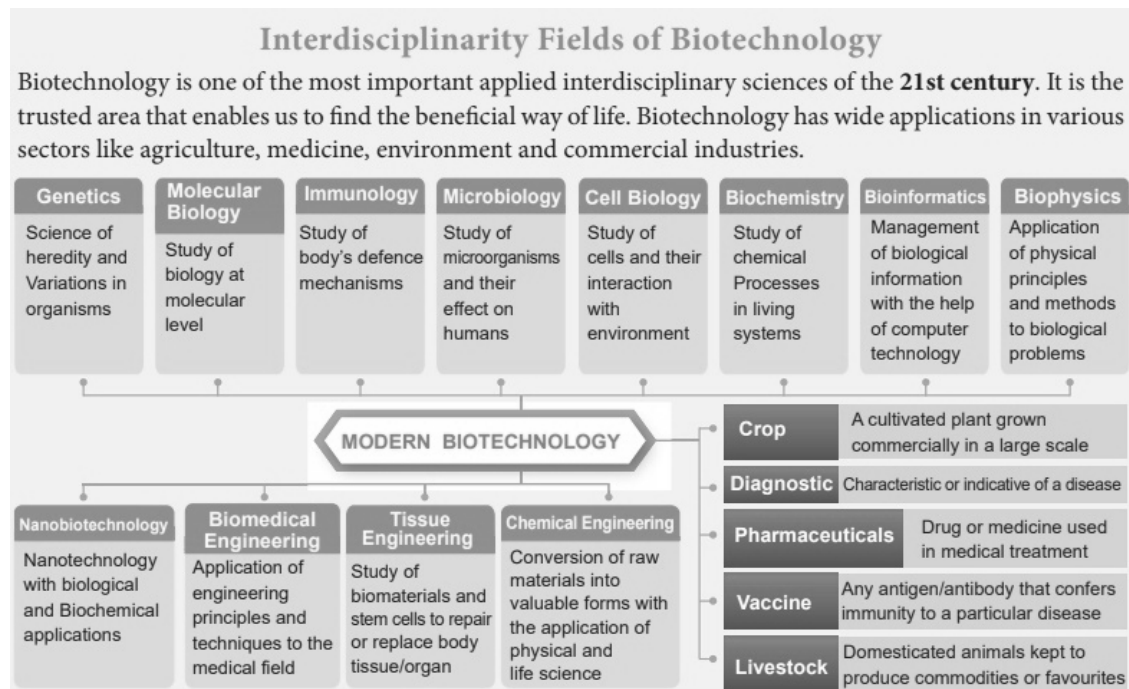 Interdisciplinarity Fields of Biotechnology
Biotechnology is one of the most important applied interdisciplinary sciences of the 21st century. It is the
trusted area that enables us to find the beneficial way of life. Biotechnology has wide applications in various
sectors like agriculture, medicine, environment and commercial industries.
Genetics
Science of
heredity and
Variations in
organisms
Molecular
Biology
Study of
biology at
molecular
level
Immunology
Study of
body's defence
mechanisms
Microbiology
Study of
microorganisms
and their
effect on
humans
Cell Biology
Study of
cells and their
interaction
with
environment
Biochemistry
Study of
chemical
Processes
in living
systems
Bioinformatics
Management
of biological
information
with the help
of computer
technology
Biophysics
Application
of physical
principles
and methods
to biological
problems
MODERN BIOTECHNOLOGY
Nanobiotechnology
Nanotechnology
with biological
and Biochemical
applications
Biomedical
Engineering
Application of
engineering
principles and
techniques to the
medical field
Tissue
Engineering
Study of
biomaterials and
stem cells to repair
or replace body
tissue/organ
Chemical Engineering
Conversion of raw
materials into
valuable forms with
the application of
physical and
life science
Crop
A cultivated plant grown
commercially in a large scale
Diagnostic
Characteristic or indicative of a disease
Pharmaceuticals
Drug or medicine used
in medical treatment
Vaccine
Any antigen/antibody that confers
immunity to a particular disease
Livestock
Domesticated animals kept to
produce commodities or favourites